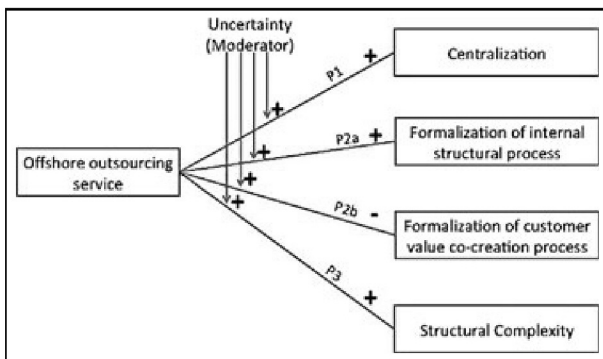 Uncertainty
(Moderator)
P1
+
Centralization
+
P2a
+
Formalization of internal
structural process
+
Offshore outsourcing
service
+
P2b
-
Formalization of customer
value co-creation process
+
P3
+
Structural Complexity